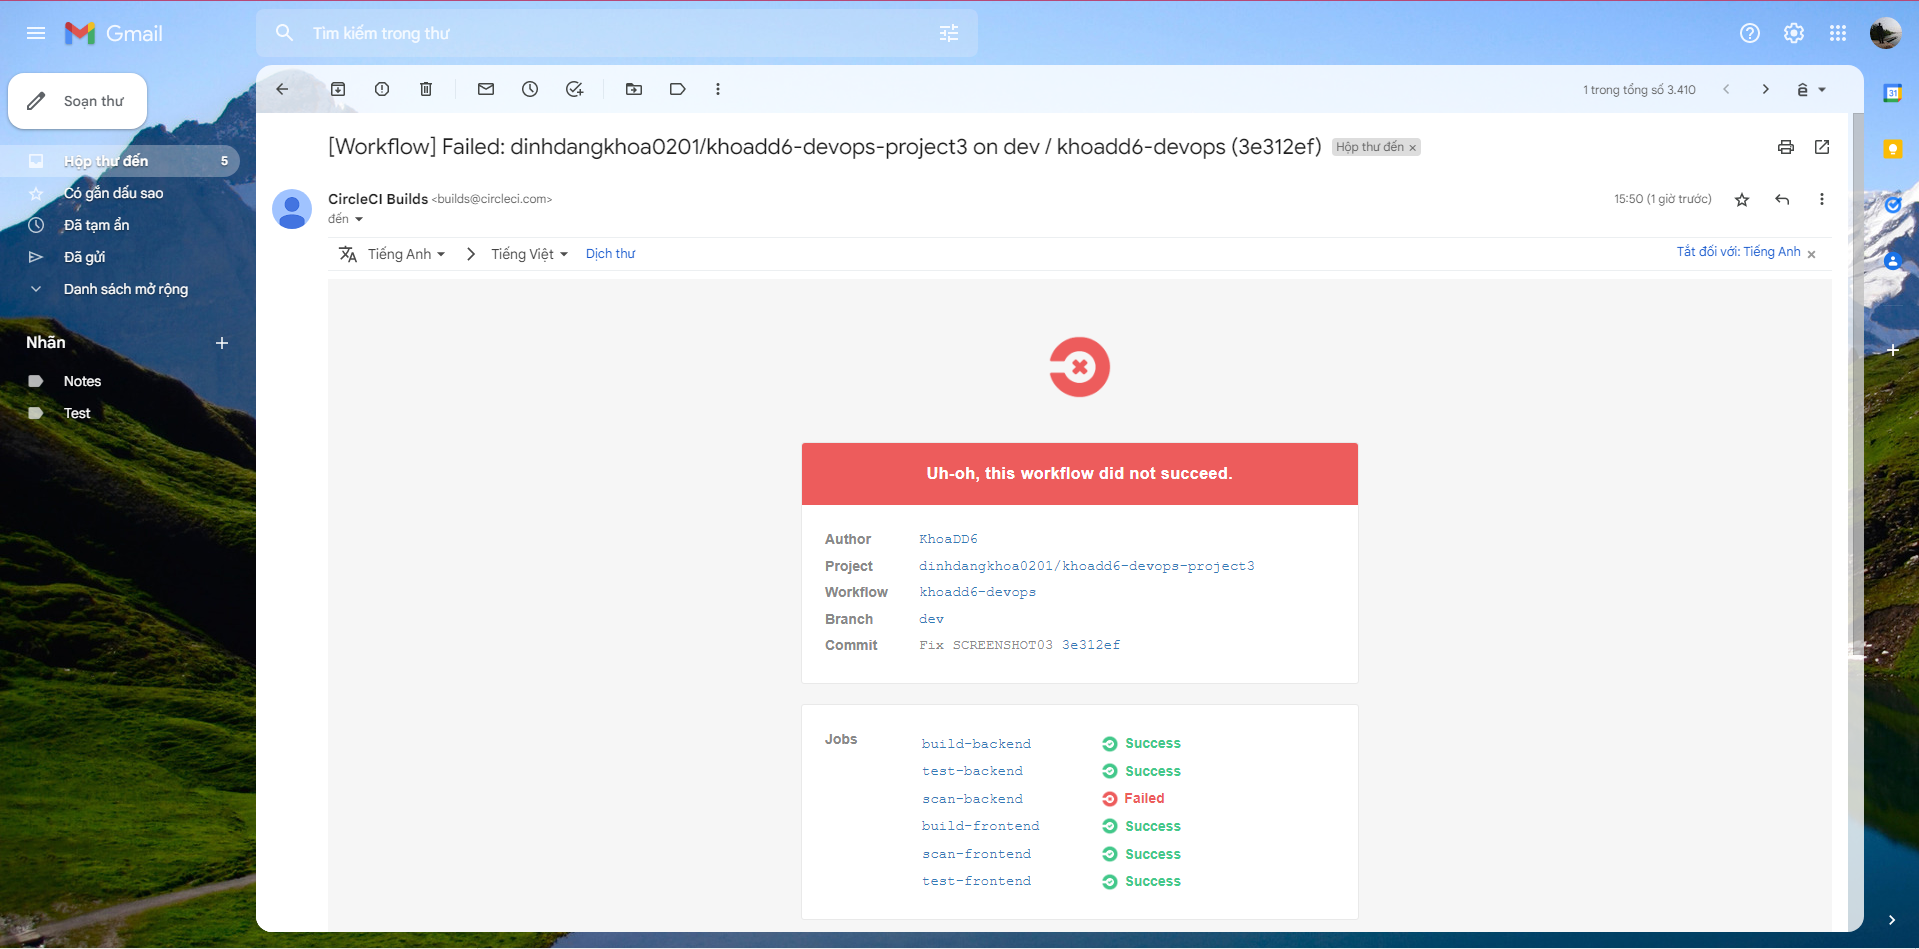 Gmail
Tìm kiếm trong thư
Soạn thư
Hộp thư đến 5
Có gắn dấu sao
Đã tạm ẩn
Đã gửi
Danh sách mở rộng
Nhãn
Notes
Test
1 trong tổng số 3.410
[Workflow] Failed: dinhdangkhoa0201/khoadd6-devops-project3 on dev / khoadd6-devops (3e312ef) Hộp thư đến ×
CircleCI Builds <builds@circleci.com>
15:50 (1 giờ trước)
đến
Tiếng Anh > Tiếng Việt Dịch thư
Tắt đối với: Tiếng Anh ×
Uh-oh, this workflow did not succeed.
Author KhoaDD6
Project dinhdangkhoa0201/khoadd6-devops-project3
Workflow khoadd6-devops
Branch dev
Commit Fix SCREENSHOT03 3e312ef
Jobs
build-backend Success
test-backend Success
scan-backend Failed
build-frontend Success
scan-frontend Success
test-frontend Success
31